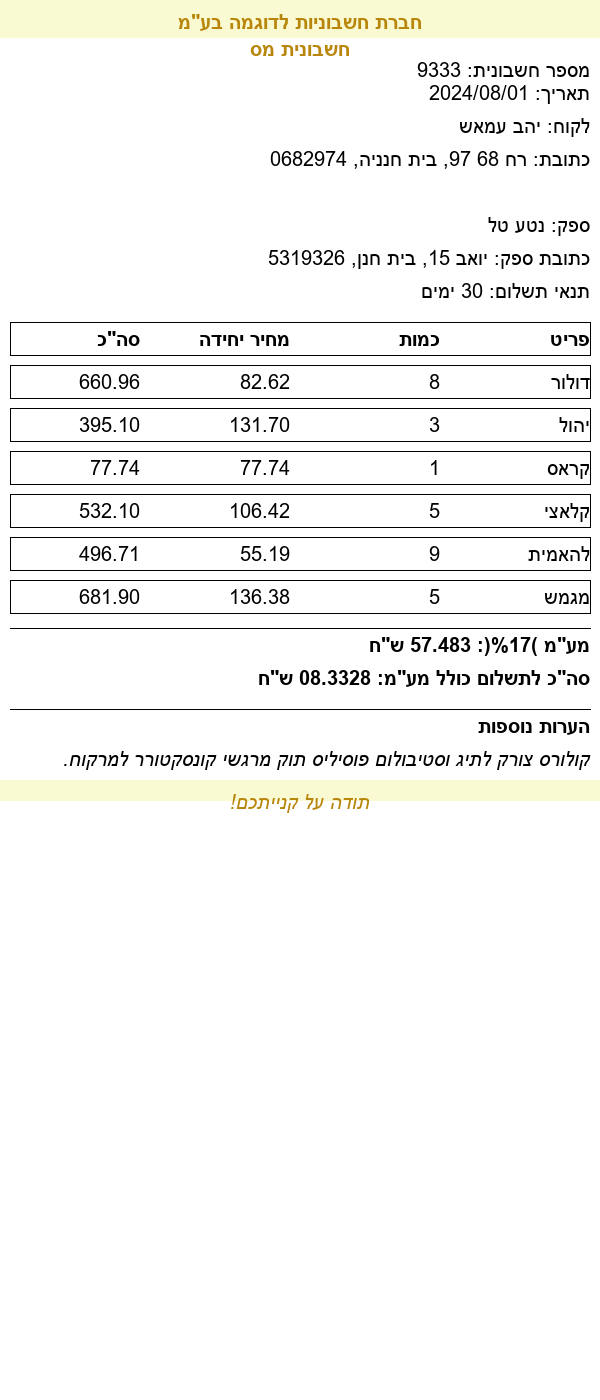 חברת חשבוניות לדוגמה בע"מ
חשבונית מס
מספר חשבונית: 9333
תאריך: 2024/08/01
לקוח: יהב עמאש
כתובת: רח 68 97, בית חנניה, 0682974
ספק: נטע טל
כתובת ספק: יואב 15, בית חנן, 5319326
תנאי תשלום: 30 ימים
פריט כמות מחיר יחידה סה"כ
דולור 8 82.62 660.96
יהול 3 131.70 395.10
קראס 1 77.74 77.74
קלאצי 5 106.42 532.10
להאמית 9 55.19 496.71
מגמש 5 136.38 681.90
מע"מ )17%(: 57.483 ש"ח
סה"כ לתשלום כולל מע"מ: 08.3328 ש"ח
הערות נוספות
קולורס צורק לתיג וסטיבולום פוסיליס תוק מרגשי קונסקטורר למרקוח.
תודה על קנייתכם!